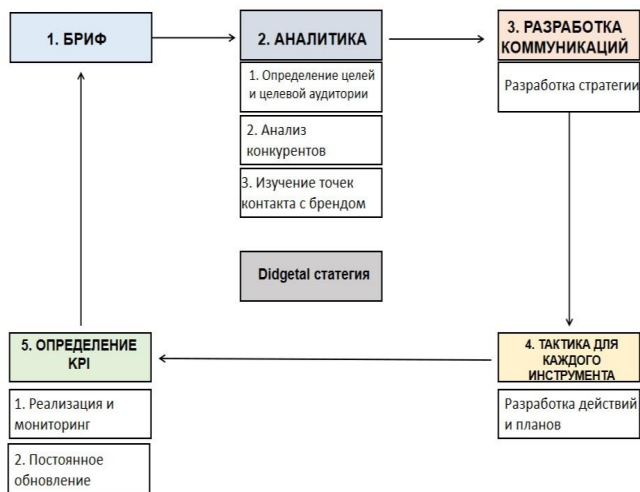 1. БРИФ
2. АНАЛИТИКА
1. Определение целей
и целевой аудитории
2. Анализ
конкурентов
3. Изучение точек
контакта с брендом
3. РАЗРАБОТКА
КОММУНИКАЦИЙ
Разработка стратегии
Didgetal статегия
4. ТАКТИКА ДЛЯ
КАЖДОГО
ИНСТРУМЕНТА
Разработка действий
и планов
5. ОПРЕДЕЛЕНИЕ
KPI
1. Реализация и
мониторинг
2. Постоянное
обновление